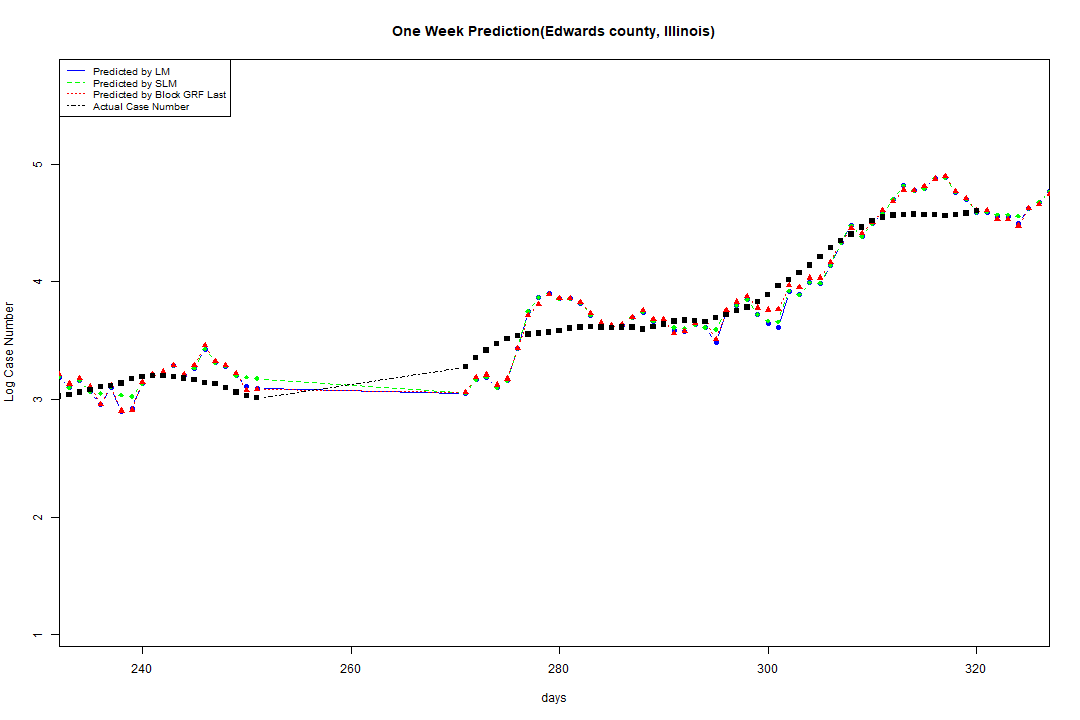 One Week Prediction(Edwards county, Illinois)
Predicted by LM
Predicted by SLM
Predicted by Block GRF Last
Actual Case Number
5
4
3
2
1
Log Case Number
240 260 280 300 320
days